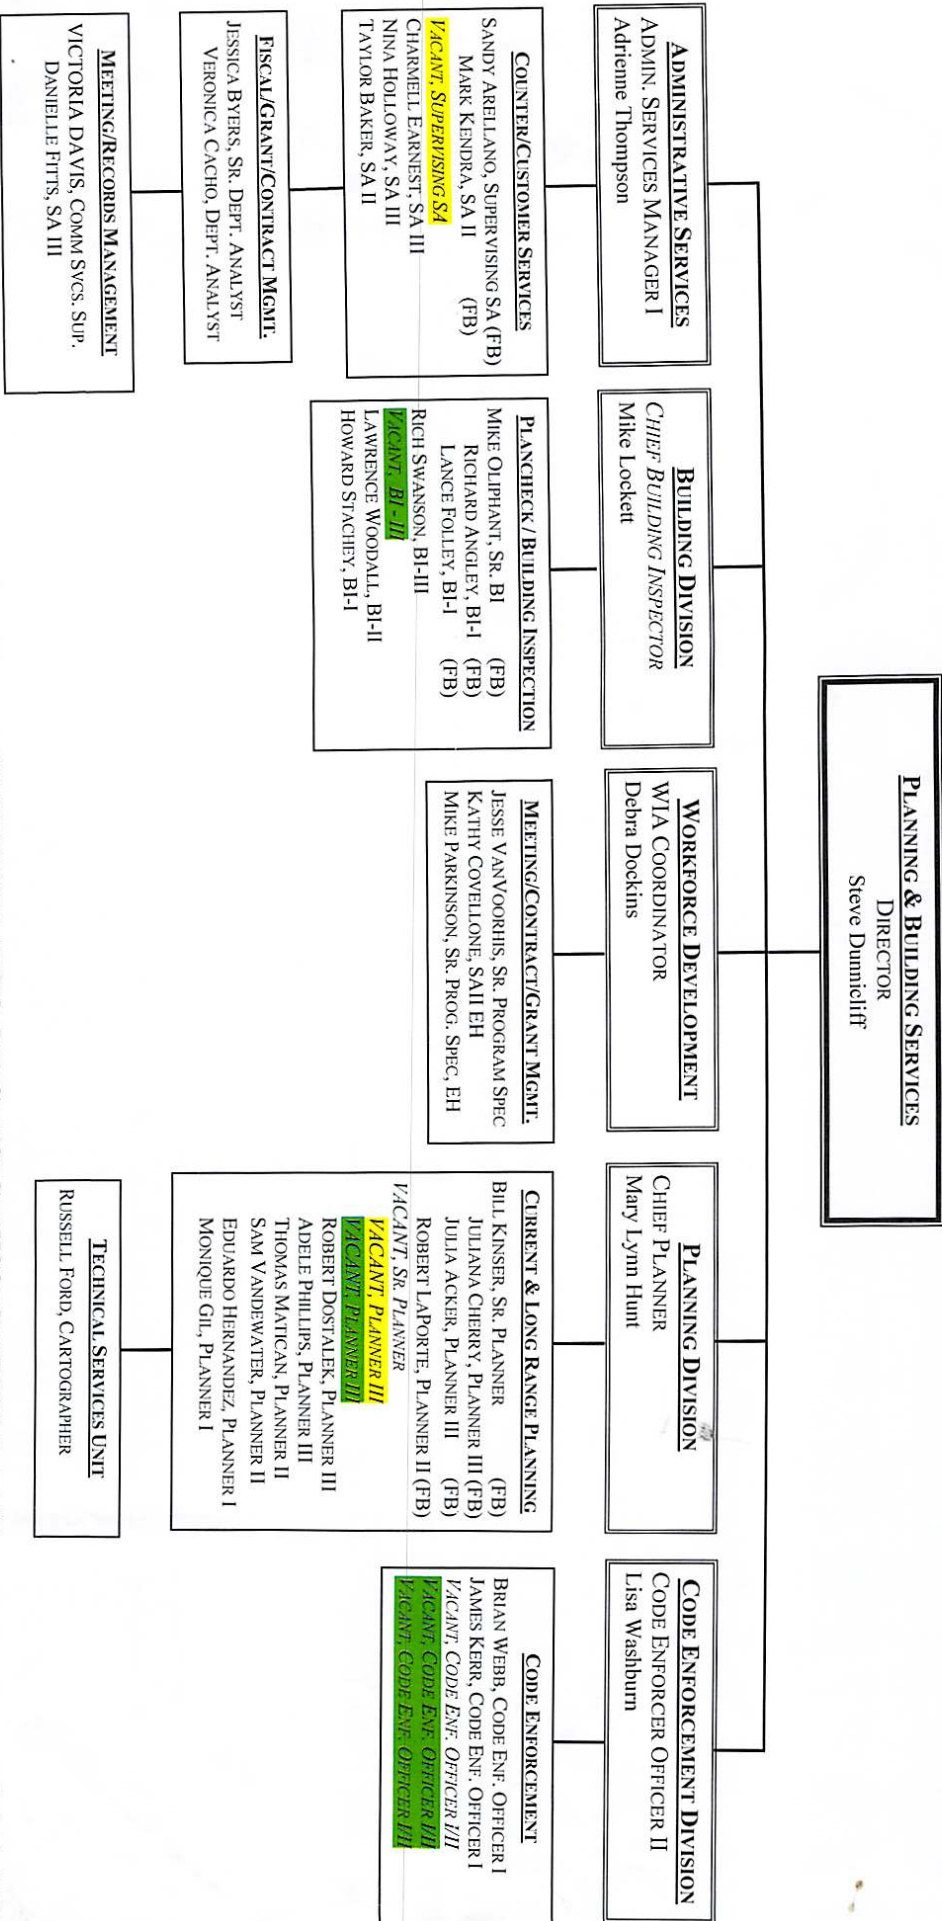 PLANNING & BUILDING SERVICES
DIRECTOR
Steve Dunnicliff
ADMINISTRATIVE SERVICES
ADMIN. SERVICES MANAGER I
Adrienne Thompson
COUNTER/CUSTOMER SERVICES
SANDY ARELLANO, SUPERVISING SA (FB)
MARK KENDRA, SA II (FB)
VACANT, SUPERVISING SA
CHARMELL EARNEST, SA III
NINA HOLLOWAY, SA III
TAYLOR BAKER, SA II
FISCAL/GRANT/CONTRACT MGMT.
JESSICA BYERS, SR. DEPT. ANALYST
VERONICA CACHO, DEPT. ANALYST
MEETING/RECORDS MANAGEMENT
VICTORIA DAVIS, COMM SVCS. SUP.
DANIELLE FITTS, SA III
BUILDING DIVISION
CHIEF BUILDING INSPECTOR
Mike Lockett
PLANCHECK / BUILDING INSPECTION
MIKE OLIPHANT, SR. BI (FB)
RICHARD ANGLEY, BI-I (FB)
LANCE FOLLEY, BI-I (FB)
RICH SWANSON, BI-III
VACANT, BI - III
LAWRENCE WOODALL, BI-II
HOWARD STACHEY, BI-I
WORKFORCE DEVELOPMENT
WIA COORDINATOR
Debra Dockins
MEETING/CONTRACT/GRANT MGMT.
JESSE VANVOORHIS, SR. PROGRAM SPEC
KATHY COVELLONE, SAII EH
MIKE PARKINSON, SR. PROG. SPEC, EH
PLANNING DIVISION
CHIEF PLANNER
Mary Lynn Hunt
CURRENT & LONG RANGE PLANNING
BILL KINSER, SR. PLANNER (FB)
JULIANA CHERRY, PLANNER III (FB)
JULIA ACKER, PLANNER III (FB)
ROBERT LAPORTE, PLANNER II (FB)
VACANT, SR. PLANNER
VACANT, PLANNER III
VACANT, PLANNER III
ROBERT DOSTALEK, PLANNER III
ADELE PHILLIPS, PLANNER III
THOMAS MATICAN, PLANNER II
SAM VANDEWATER, PLANNER II
EDUARDO HERNANDEZ, PLANNER I
MONIQUE GIL, PLANNER I
TECHNICAL SERVICES UNIT
RUSSELL FORD, CARTOGRAPHER
CODE ENFORCEMENT DIVISION
CODE ENFORCER OFFICER II
Lisa Washburn
CODE ENFORCEMENT
BRIAN WEBB, CODE ENF. OFFICER I
JAMES KERR, CODE ENF. OFFICER I
VACANT, CODE ENF. OFFICER I/II
VACANT, CODE ENF. OFFICER I/II
VACANT, CODE ENF. OFFICER I/II